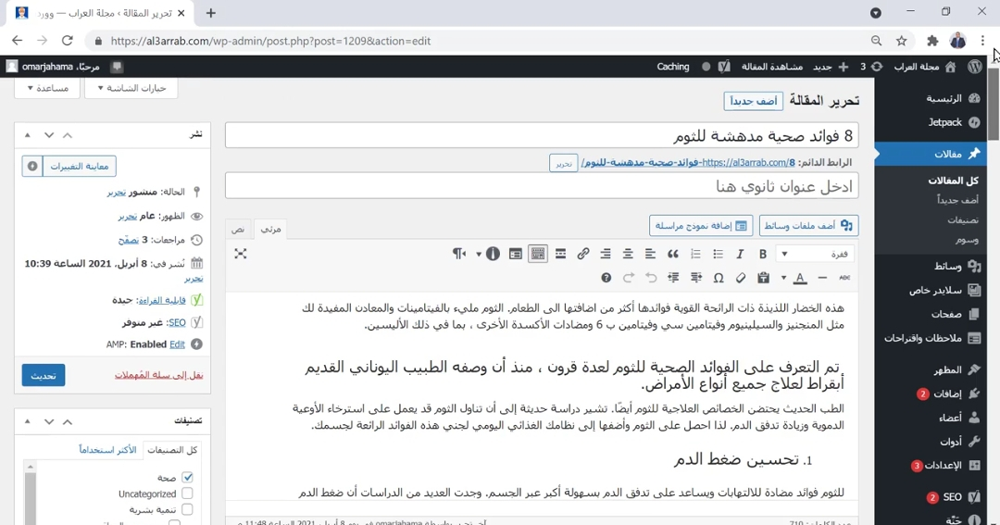 تحرير المقالة ‹ مجلة العراب — وورد
https://al3arrab.com/wp-admin/post.php?post=1209&action=edit
مجلة العراب
3
جديد
مشاهدة المقالة
Caching
مرحبًا، omarjahama
خيارات الشاشة
مساعدة
الرئيسية
Jetpack
مقالات
كل المقالات
أضف جديداً
تصنيفات
وسوم
وسائط
سلايدر خاص
صفحات
ملاحظات واقتراحات
المظهر
إضافات 2
أعضاء
أدوات
الإعدادات 3
SEO 2
تحرير المقالة
أضف جديداً
8 فوائد صحية مدهشة للثوم
الرابط الدائم: https://al3arrab.com/8-فوائد-صحية-مدهشة-للثوم/
تحرير
ادخل عنوان ثانوي هنا
أضف ملفات وسائط
إضافة نموذج مراسلة
مرئي
نص
فقرة
B
I
A
ABC
هذه الخضار اللذيذة ذات الرائحة القوية فوائدها أكثر من اضافتها الى الطعام. الثوم مليء بالفيتامينات والمعادن المفيدة لك
مثل المنجنيز والسيلينيوم وفيتامين سي وفيتامين ب 6 ومضادات الأكسدة الأخرى ، بما في ذلك الأليسين.
تم التعرف على الفوائد الصحية للثوم لعدة قرون ، منذ أن وصفه الطبيب اليوناني القديم
أبقراط لعلاج جميع أنواع الأمراض.
الطب الحديث يحتضن الخصائص العلاجية للثوم أيضًا. تشير دراسة حديثة إلى أن تناول الثوم قد يعمل على استرخاء الأوعية
الدموية وزيادة تدفق الدم. لذا احصل على الثوم وأضفها إلى نظامك الغذائي اليومي لجني هذه الفوائد الرائعة لجسمك.
1. تحسين ضغط الدم
للثوم فوائد مضادة للالتهابات ويساعد على تدفق الدم بسهولة أكبر عبر الجسم. وجدت العديد من الدراسات أن ضغط الدم
عدد الكلمات: 710
آخر تحرير بواسطة omarjahama في يوم 8 أبريل، 2021 الساعة 11:48 م
نشر
معاينة التغييرات
الحالة: منشور تحرير
الظهور: عام تحرير
مراجعات: 3 تصفّح
نُشر في: 8 أبريل، 2021 الساعة 10:39
تحرير
قابلية القراءة: جيدة
SEO: غير متوفر
AMP: Enabled Edit
نقل إلى سلة المُهملات
تحديث
تصنيفات
كل التصنيفات
الأكثر استخداماً
صحة
Uncategorized
تنمية بشرية